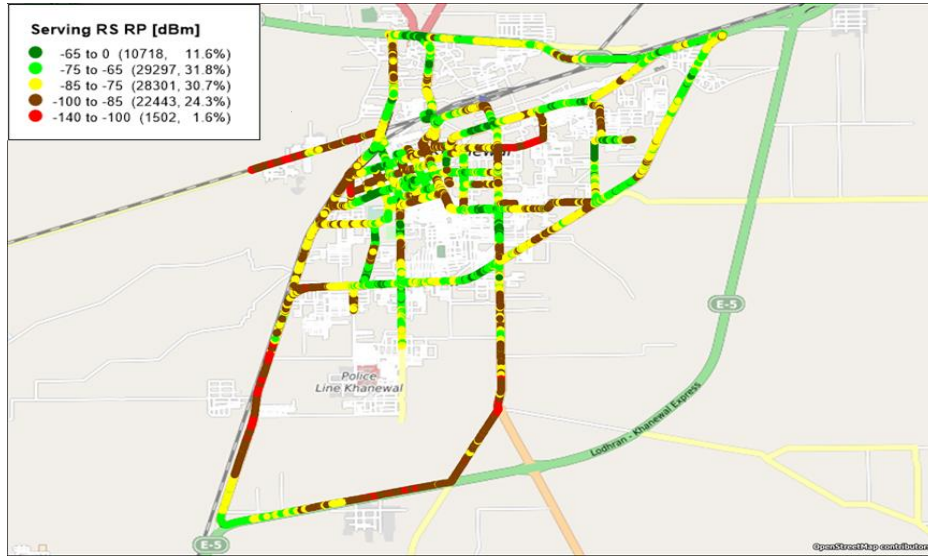 Serving RS RP [dBm]
-65 to 0 (10718, 11.6%)
-75 to -65 (29297, 31.8%)
-85 to -75 (28301, 30.7%)
-100 to -85 (22443, 24.3%)
-140 to -100 (1502, 1.6%)
E-5
Police
Line Khanewal
Lodhran - Khanewal Express
E-5
OpenStreetMap contributor